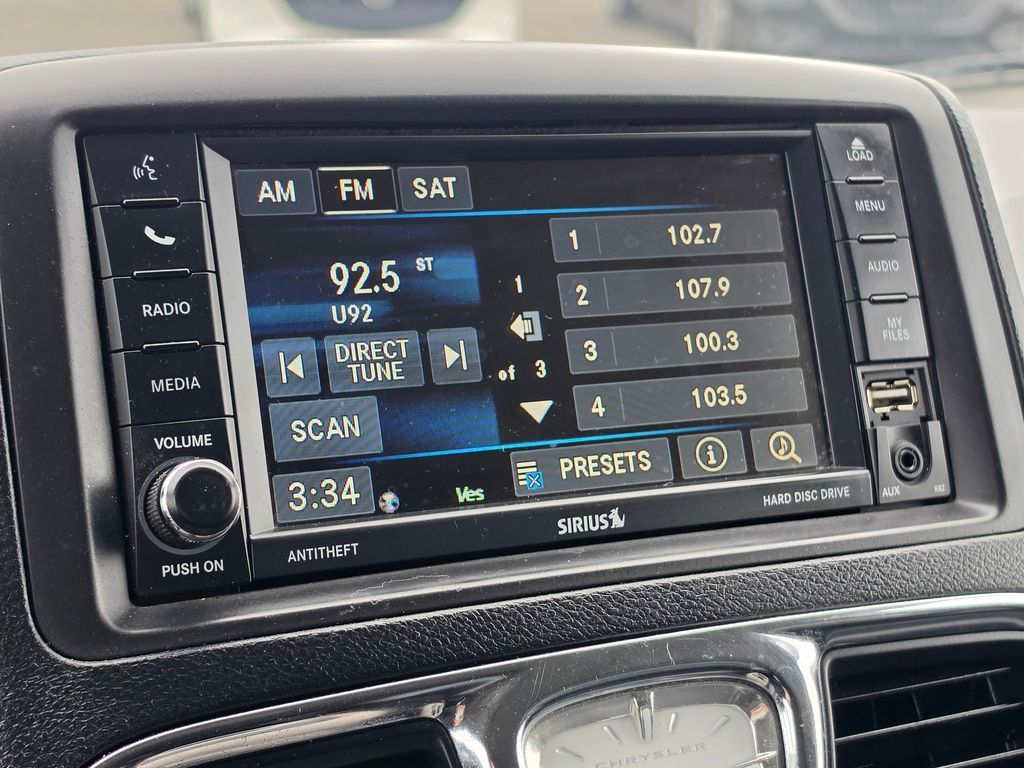 AM FM SAT
92.5 ST
U92
DIRECT
TUNE
SCAN
3:34
Ves
1
of 3
1 102.7
2 107.9
3 100.3
4 103.5
PRESETS
RADIO
MEDIA
VOLUME
PUSH ON
LOAD
MENU
AUDIO
MY
FILES
AUX
RBZ
ANTITHEFT
SIRIUS
HARD DISC DRIVE
CHRYSLER